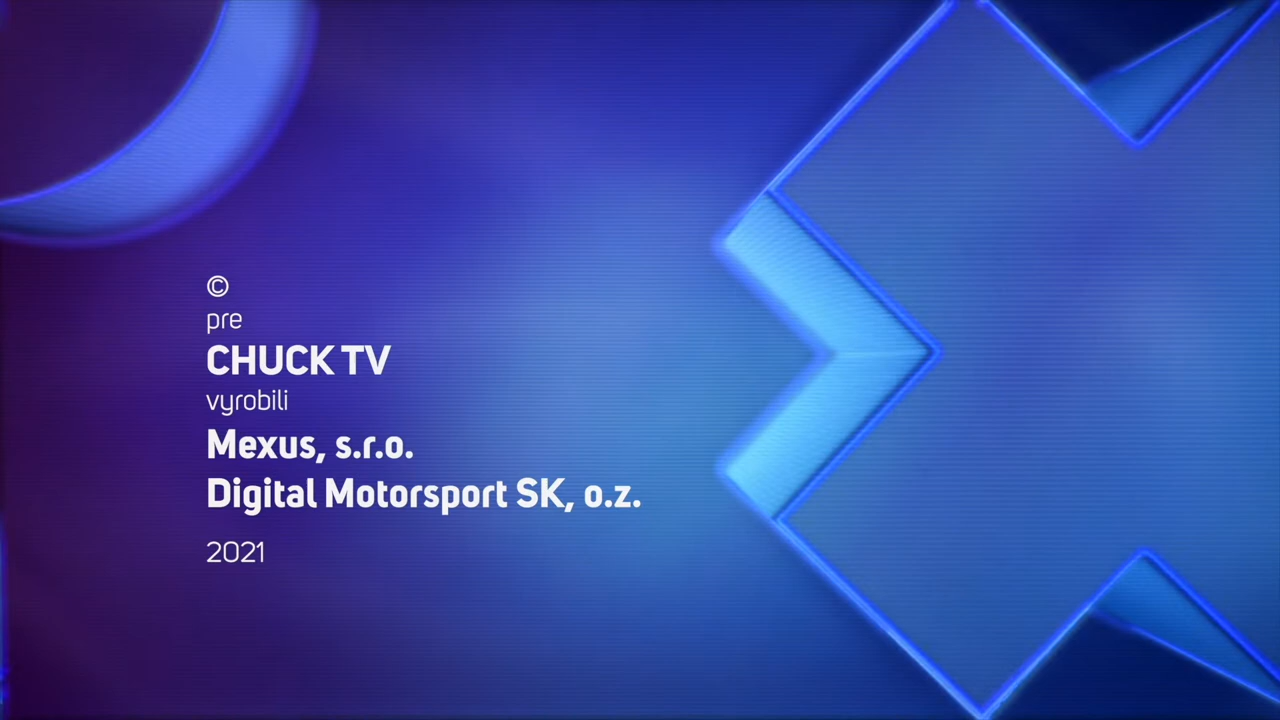 ©
pre
CHUCK TV
vyrobili
Mexus, s.r.o.
Digital Motorsport SK, o.z.
2021